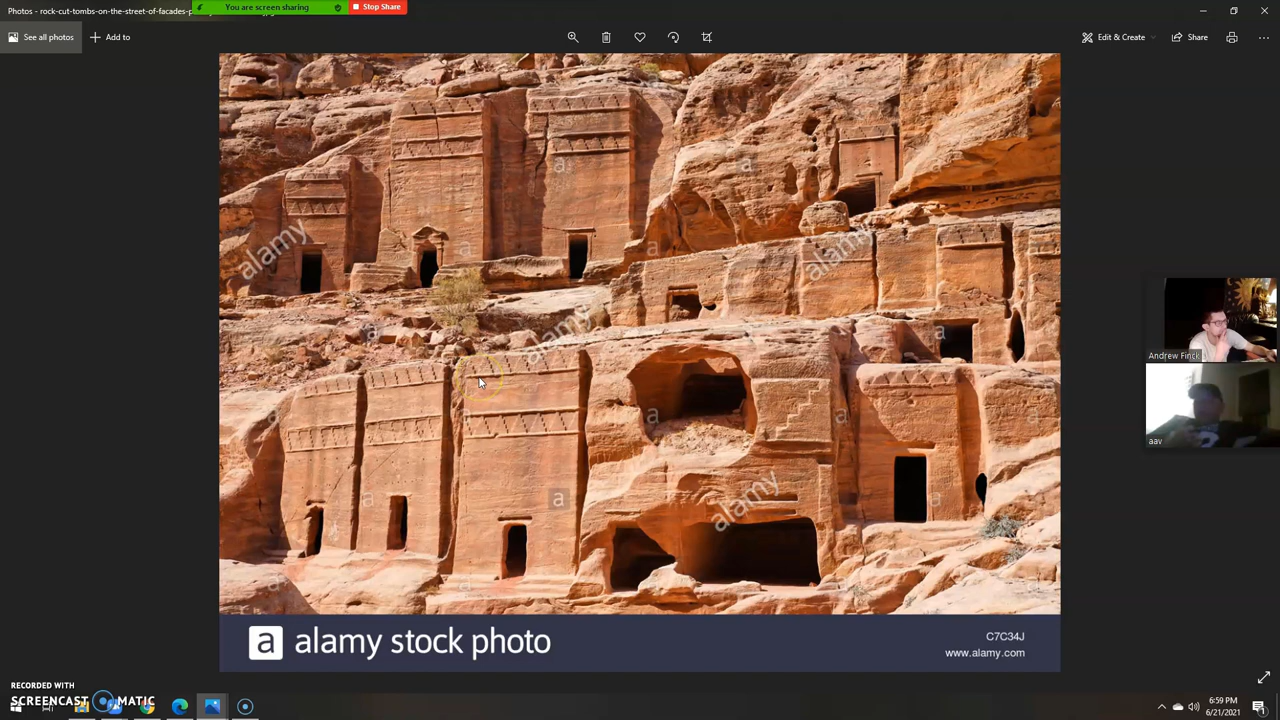 Photos - rock-cut-tombs-on-the-street-of-facades-p
You are screen sharing
Stop Share
See all photos
Add to
Edit & Create
Share
alamy
a
a
a
alamy
alamy
a
a
a
a
alamy
a
a
a
a
a
a
alamy
a
a
Andrew Finck
aav
a alamy stock photo
C7C34J
www.alamy.com
RECORDED WITH
SCREENCAST MATIC
6:59 PM
6/21/2021